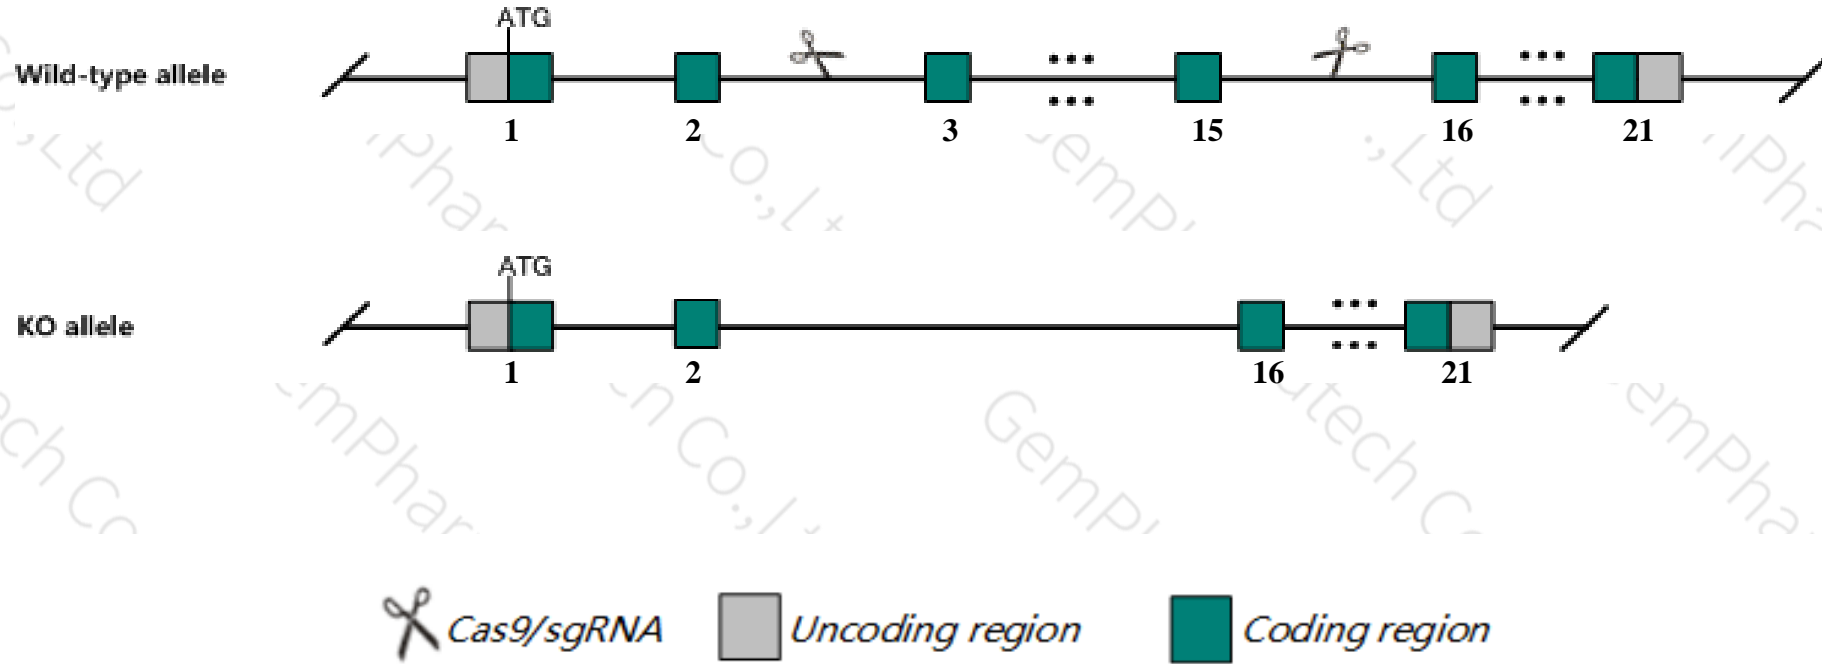 ATG
Wild-type allele
1 2 3 15 16 21
ATG
KO allele
1 2 16 21
Cas9/sgRNA Uncoding region Coding region